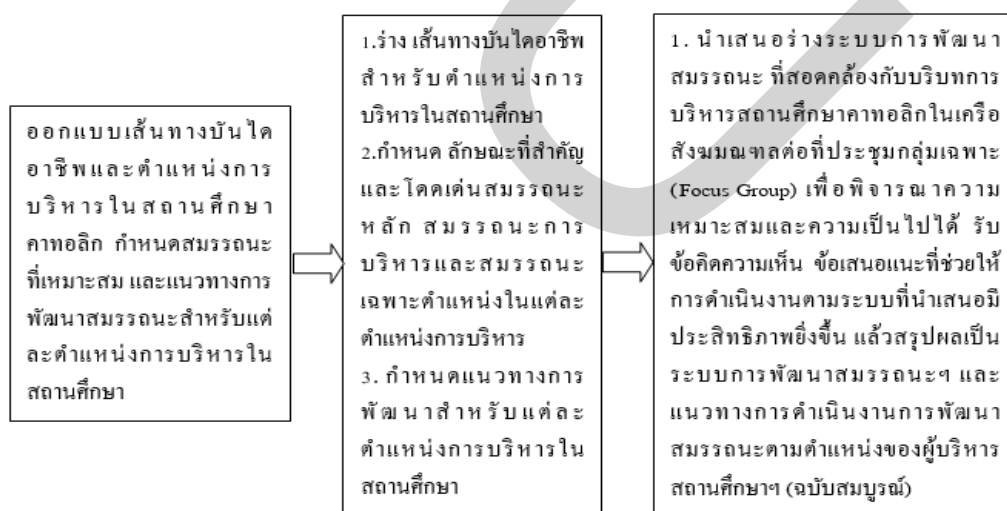 ออกแบบเส้นทางบันได
อาชีพและตำแหน่งการ
บริหารในสถานศึกษา
คาทอลิก กำหนดสมรรถนะ
ที่เหมาะสม และแนวทางการ
พัฒนาสมรรถนะสำหรับแต่
ละตำแหน่งการบริหารใน
สถานศึกษา
1.ร่าง เส้นทางบันไดอาชีพ
สำหรับตำแหน่งการ
บริหารในสถานศึกษา
2.กำหนด ลักษณะที่สำคัญ
และโดดเด่นสมรรถนะ
หลัก สมรรถนะการ
บริหารและสมรรถนะ
เฉพาะตำแหน่งในแต่ละ
ตำแหน่งการบริหาร
3. กำหนดแนวทางการ
พัฒนาสำหรับแต่ละ
ตำแหน่งการบริหารใน
สถานศึกษา
1. นำเสนอร่างระบบการพัฒนา
สมรรถนะ ที่สอดคล้องกับบริบทการ
บริหารสถานศึกษาคาทอลิกในเครือ
สังฆมณฑลต่อที่ประชุมกลุ่มเฉพาะ
(Focus Group) เพื่อพิจารณาความ
เหมาะสมและความเป็นไปได้ รับ
ข้อคิดความเห็น ข้อเสนอแนะที่ช่วยให้
การดำเนินงานตามระบบที่นำเสนอมี
ประสิทธิภาพยิ่งขึ้น แล้วสรุปผลเป็น
ระบบการพัฒนาสมรรถนะฯ และ
แนวทางการดำเนินงานการพัฒนา
สมรรถนะตามตำแหน่งของผู้บริหาร
สถานศึกษาฯ (ฉบับสมบูรณ์)